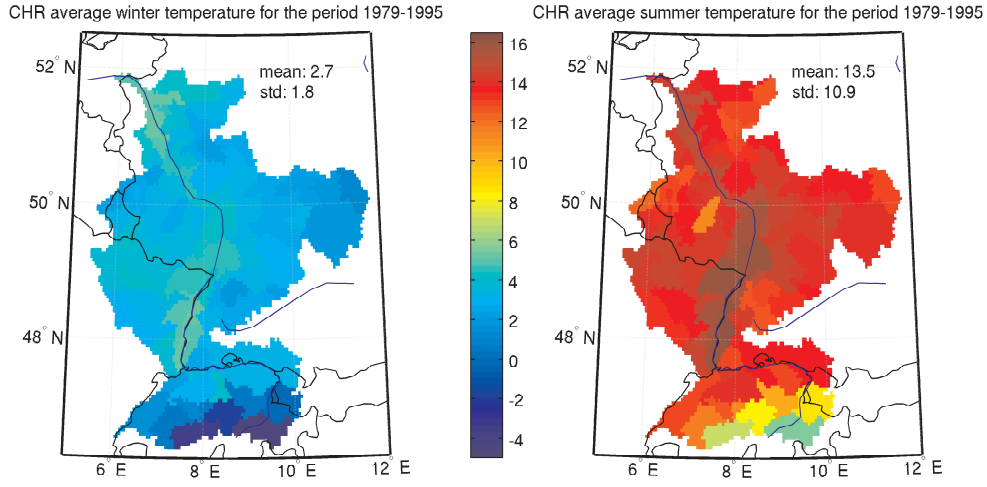 CHR average winter temperature for the period 1979-1995
52° N
50° N
48° N
mean: 2.7
std: 1.8
6° E
8° E
10° E
12° E
16
14
12
10
8
6
4
2
0
-2
-4
CHR average summer temperature for the period 1979-1995
52° N
50° N
48° N
mean: 13.5
std: 10.9
6° E
8° E
10° E
12° E